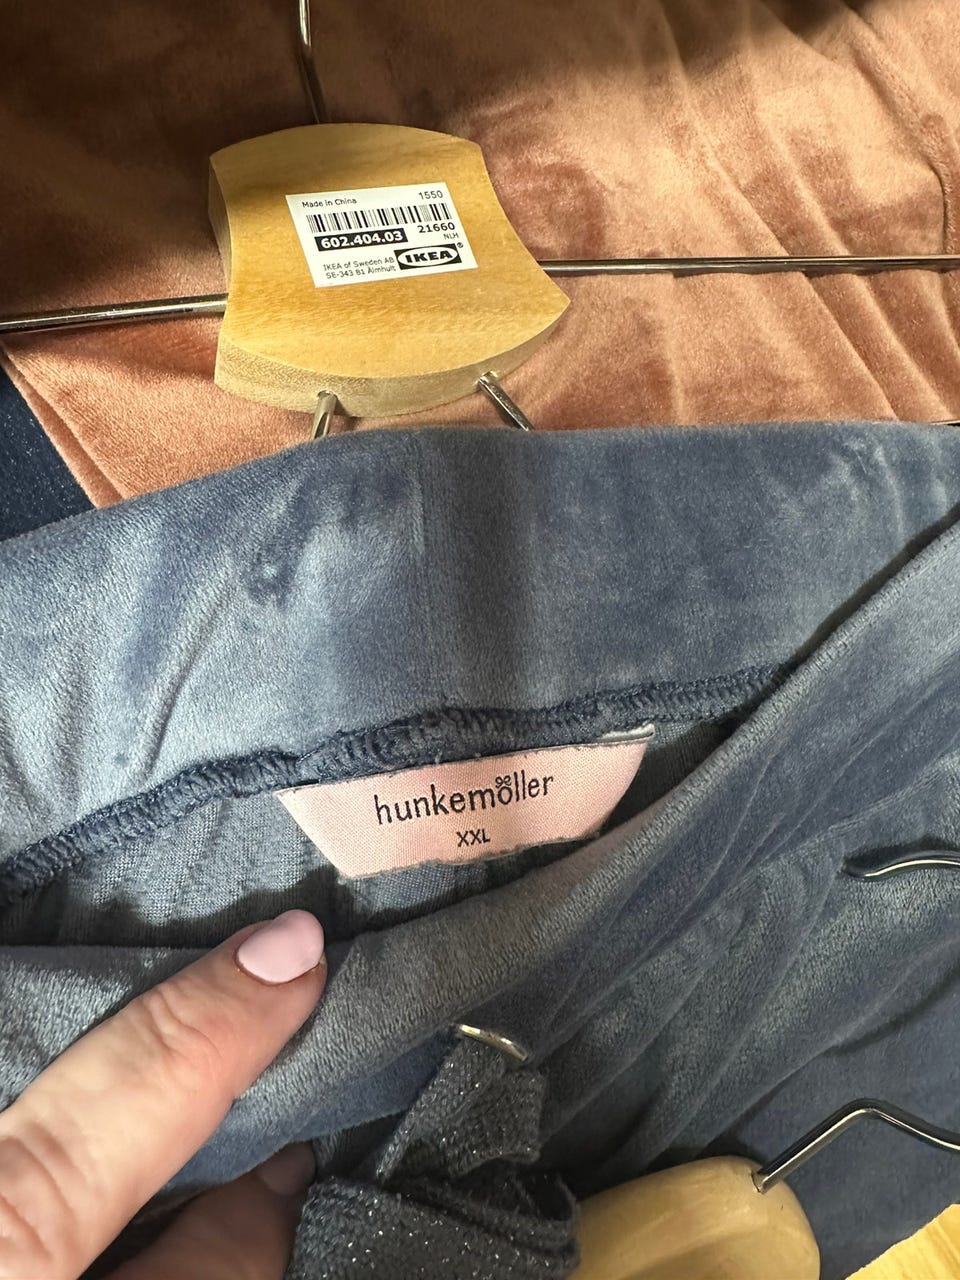 Made in China
1550
602.404.03
21660
NLH
IKEA of Sweden AB
SE-343 81 Älmhult
IKEA®
hunkemöller
XXL